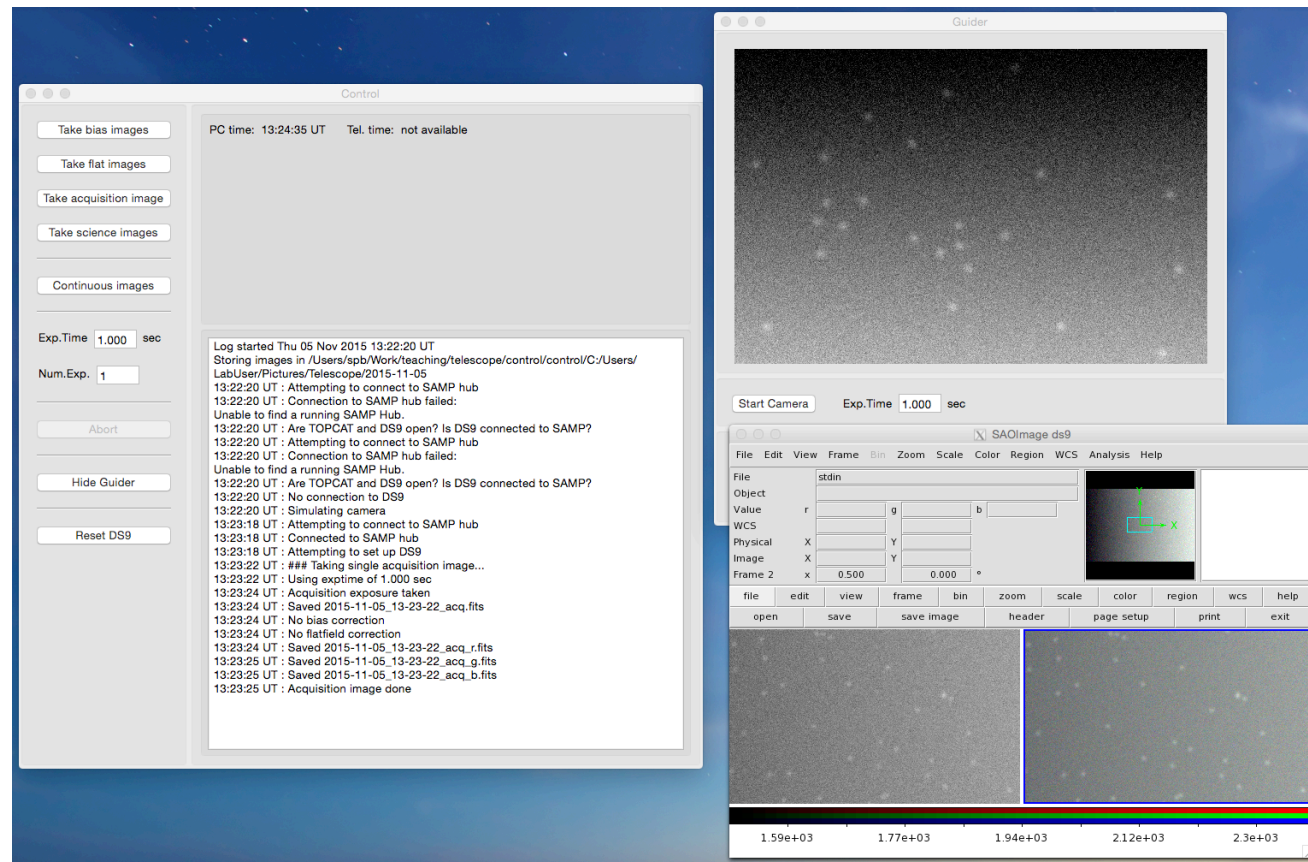 Control
Take bias images
Take flat images
Take acquisition image
Take science images
Continuous images
Exp.Time 1.000 sec
Num.Exp. 1
Abort
Hide Guider
Reset DS9
PC time: 13:24:35 UT Tel. time: not available
Log started Thu 05 Nov 2015 13:22:20 UT
Storing images in /Users/spb/Work/teaching/telescope/control/control/C:/Users/
LabUser/Pictures/Telescope/2015-11-05
13:22:20 UT : Attempting to connect to SAMP hub
13:22:20 UT : Connection to SAMP hub failed:
Unable to find a running SAMP Hub.
13:22:20 UT : Are TOPCAT and DS9 open? Is DS9 connected to SAMP?
13:22:20 UT : Attempting to connect to SAMP hub
13:22:20 UT : Connection to SAMP hub failed:
Unable to find a running SAMP Hub.
13:22:20 UT : Are TOPCAT and DS9 open? Is DS9 connected to SAMP?
13:22:20 UT : No connection to DS9
13:22:20 UT : Simulating camera
13:23:18 UT : Attempting to connect to SAMP hub
13:23:18 UT : Connected to SAMP hub
13:23:18 UT : Attempting to set up DS9
13:23:22 UT : ### Taking single acquisition image...
13:23:22 UT : Using exptime of 1.000 sec
13:23:24 UT : Acquisition exposure taken
13:23:24 UT : Saved 2015-11-05_13-23-22_acq.fits
13:23:24 UT : No bias correction
13:23:24 UT : No flatfield correction
13:23:24 UT : Saved 2015-11-05_13-23-22_acq_r.fits
13:23:25 UT : Saved 2015-11-05_13-23-22_acq_g.fits
13:23:25 UT : Saved 2015-11-05_13-23-22_acq_b.fits
13:23:25 UT : Acquisition image done
Guider
Start Camera Exp.Time 1.000 sec
SAOImage ds9
File Edit View Frame Bin Zoom Scale Color Region WCS Analysis Help
File stdin
Object
Value r g b
WCS
Physical X Y
Image X Y
Frame 2 x 0.500 0.000 °
Y
X
file edit view frame bin zoom scale color region wcs help
open save save image header page setup print exit
1.59e+03 1.77e+03 1.94e+03 2.12e+03 2.3e+03